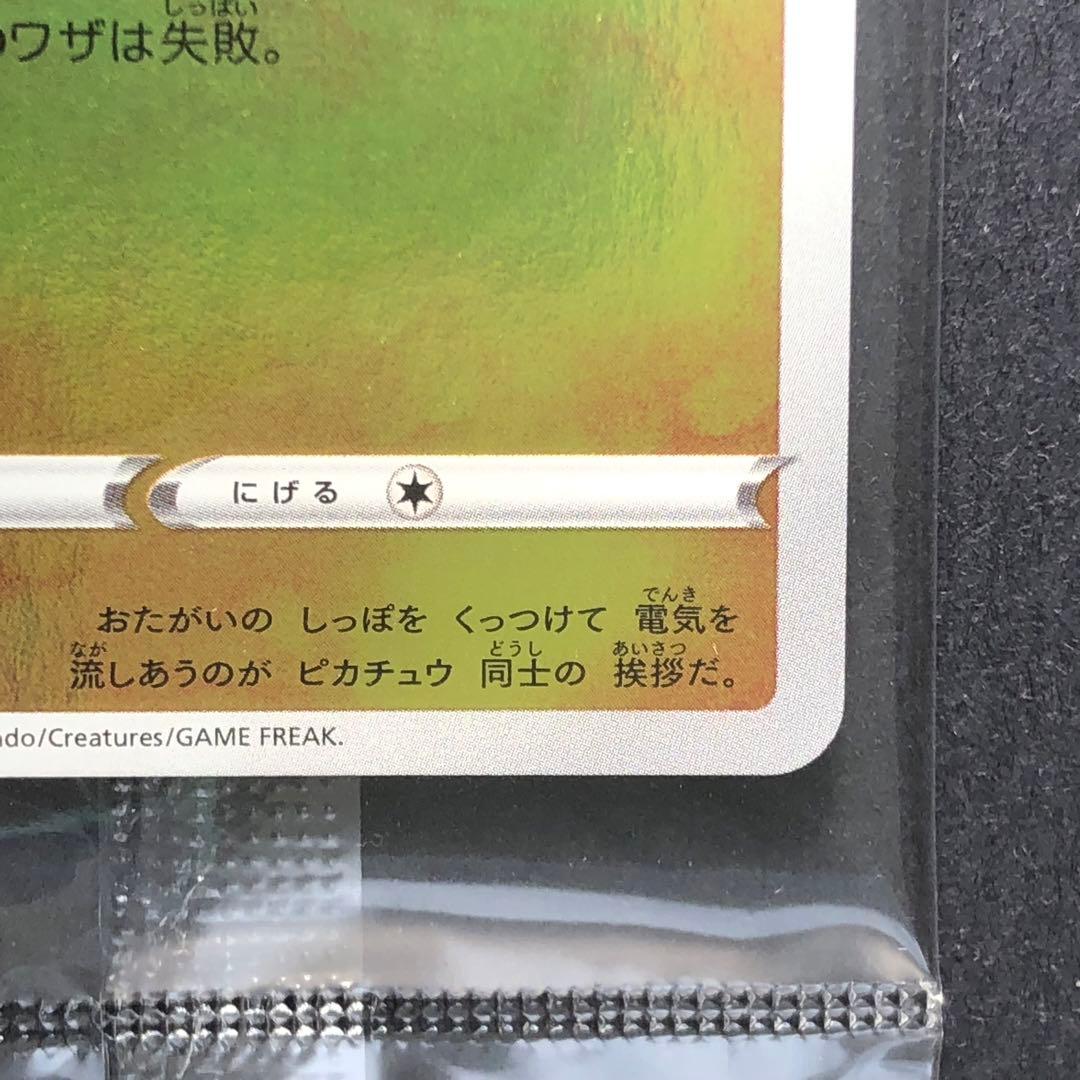 ワザは失敗。
にげる
おたがいの しっぽを くっつけて 電気を
流しあうのが ピカチュウ 同士の 挨拶だ。
ndo/Creatures/GAME FREAK.